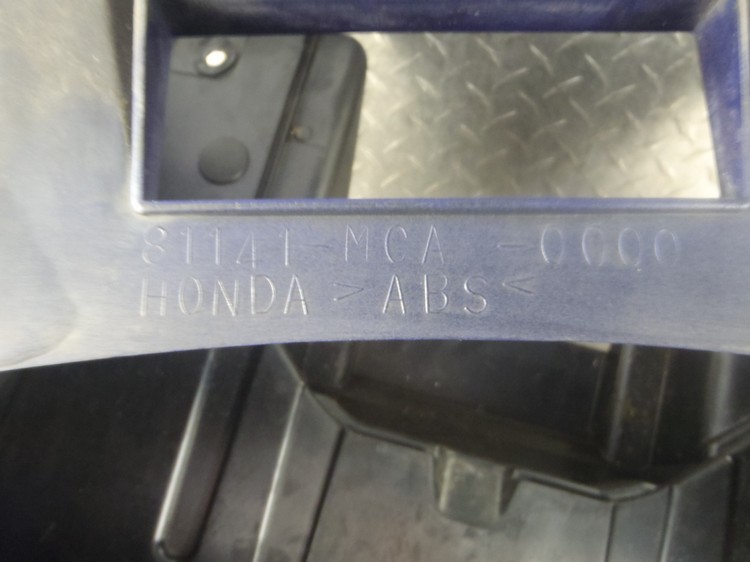 81141-MCA -0000
HONDA >ABS<